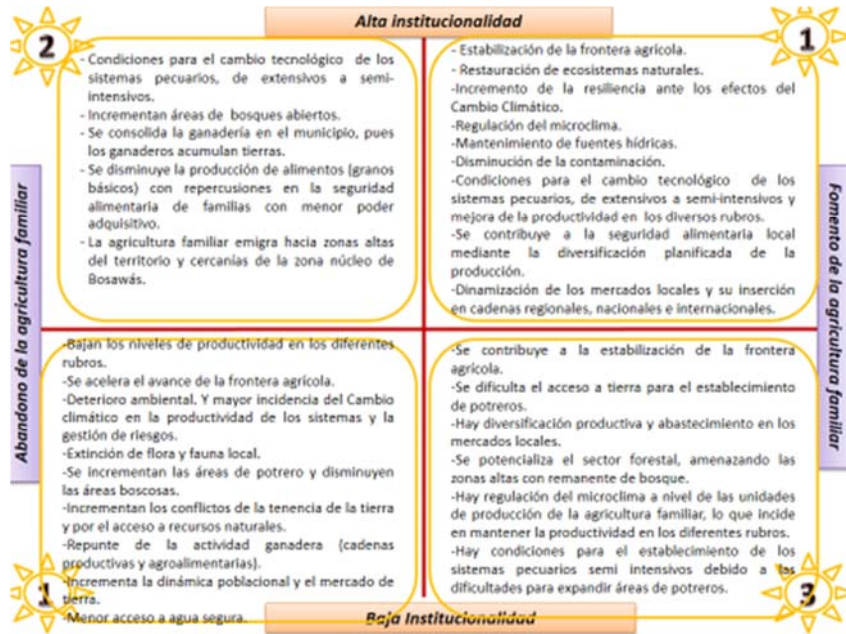 Alta institucionalidad
2
- Condiciones para el cambio tecnológico de los
sistemas pecuarios, de extensivos a semi-
intensivos.
- Incrementan áreas de bosques abiertos.
- Se consolida la ganadería en el municipio, pues
los ganaderos acumulan tierras.
- Se disminuye la producción de alimentos (granos
básicos) con repercusiones en la seguridad
alimentaria de familias con menor poder
adquisitivo.
- La agricultura familiar emigra hacia zonas altas
del territorio y cercanías de la zona núcleo de
Bosawás.
1
- Estabilización de la frontera agrícola.
- Restauración de ecosistemas naturales.
-Incremento de la resiliencia ante los efectos del
Cambio Climático.
-Regulación del microclima.
-Mantenimiento de fuentes hídricas.
-Disminución de la contaminación.
-Condiciones para el cambio tecnológico de los
sistemas pecuarios, de extensivos a semi-intensivos y
mejora de la productividad en los diversos rubros.
-Se contribuye a la seguridad alimentaria local
mediante la diversificación planificada de la
producción.
-Dinamización de los mercados locales y su inserción
en cadenas regionales, nacionales e internacionales.
Abandono de la agricultura familiar
Fomento de la agricultura familiar
-Bajan los niveles de productividad en los diferentes
rubros.
-Se acelera el avance de la frontera agrícola.
-Deterioro ambiental. Y mayor incidencia del Cambio
climático en la productividad de los sistemas y la
gestión de riesgos.
-Extinción de flora y fauna local.
-Se incrementan las áreas de potrero y disminuyen
las áreas boscosas.
-Incrementan los conflictos de la tenencia de la tierra
y por el acceso a recursos naturales.
-Repunte de la actividad ganadera (cadenas
productivas y agroalimentarias).
-Incrementa la dinámica poblacional y el mercado de
tierra.
-Menor acceso a agua segura.
1
-Se contribuye a la estabilización de la frontera
agrícola.
-Se dificulta el acceso a tierra para el establecimiento
de potreros.
-Hay diversificación productiva y abastecimiento en los
mercados locales.
-Se potencializa el sector forestal, amenazando las
zonas altas con remanente de bosque.
-Hay regulación del microclima a nivel de las unidades
de producción de la agricultura familiar, lo que incide
en mantener la productividad en los diferentes rubros.
-Hay condiciones para el establecimiento de los
sistemas pecuarios semi intensivos debido a las
dificultades para expandir áreas de potreros.
3
Baja Institucionalidad